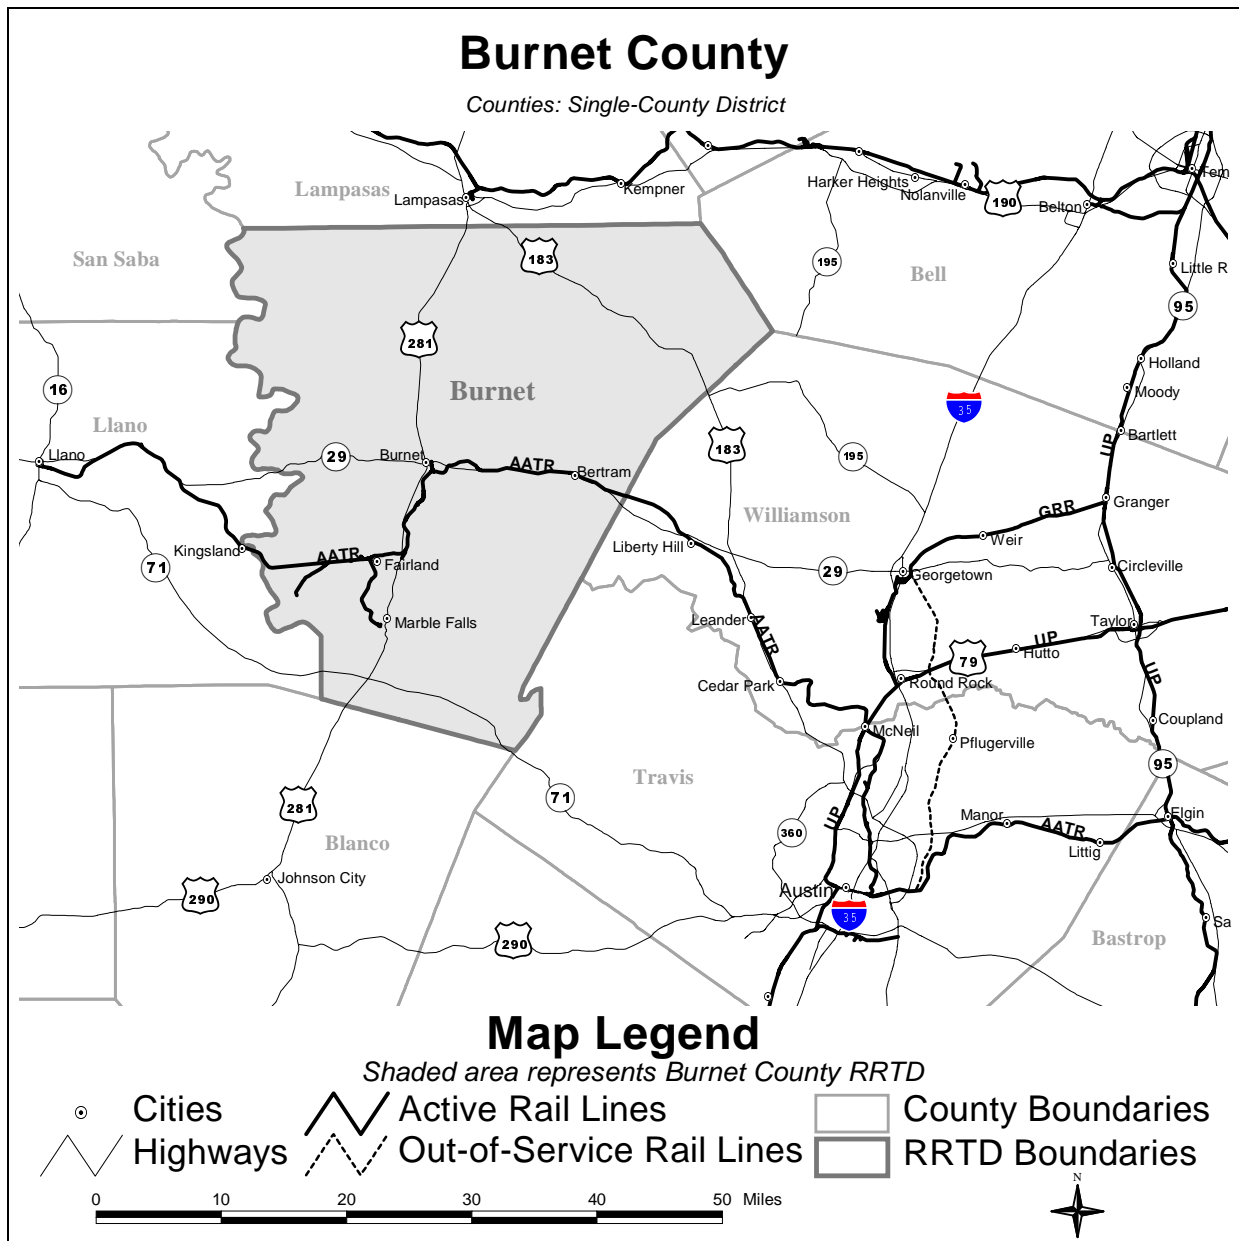 Burnet County
Counties: Single-County District
Lampasas
Lampasas
Kempner
Harker Heights
Nolanville
190
Belton
Tem
San Saba
183
195
Bell
Little R
95
281
Holland
16
Burnet
35
Moody
Llano
Bartlett
UP
183
195
Llano
29
Burnet
AATR
Bertram
Granger
GRR
Williamson
Weir
Liberty Hill
Kingsland
AATR
Fairland
71
29
Georgetown
Circleville
Marble Falls
Leander
AATR
Taylor
UP
Hutto
79
UP
Cedar Park
Round Rock
Coupland
McNeil
Pflugerville
Travis
95
71
281
UP
360
Manor
AATR
Elgin
Blanco
Littig
Johnson City
Austin
290
35
Sa
290
Bastrop
Map Legend
Shaded area represents Burnet County RRTD
Cities
Active Rail Lines
County Boundaries
Highways
Out-of-Service Rail Lines
RRTD Boundaries
0 10 20 30 40 50 Miles
N